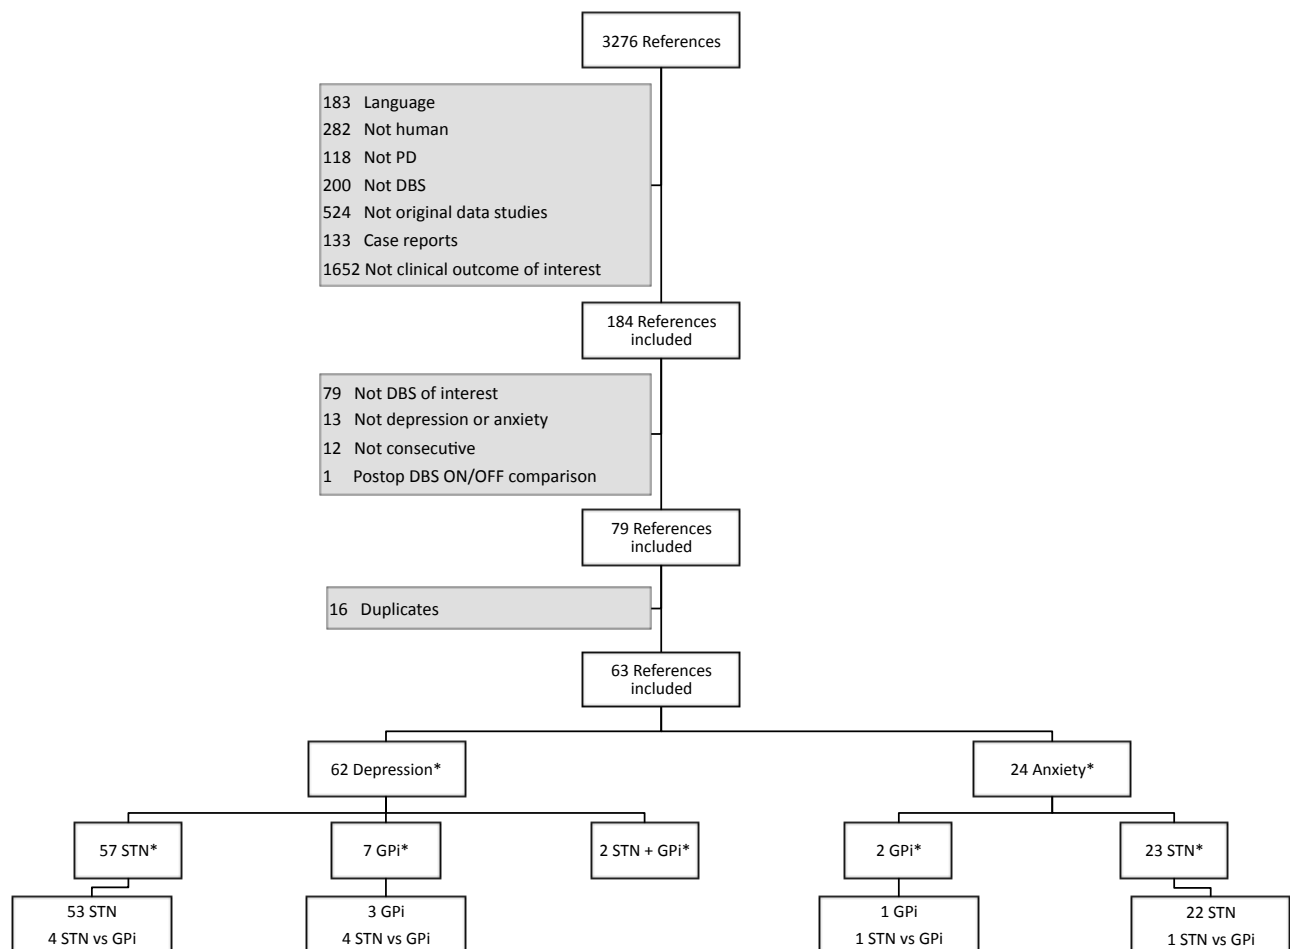 3276 References
183 Language
282 Not human
118 Not PD
200 Not DBS
524 Not original data studies
133 Case reports
1652 Not clinical outcome of interest
184 References
included
79 Not DBS of interest
13 Not depression or anxiety
12 Not consecutive
1 Postop DBS ON/OFF comparison
79 References
included
16 Duplicates
63 References
included
62 Depression*
24 Anxiety*
57 STN*
7 GPi*
2 STN + GPi*
2 GPi*
23 STN*
53 STN
4 STN vs GPi
3 GPi
4 STN vs GPi
1 GPi
1 STN vs GPi
22 STN
1 STN vs GPi